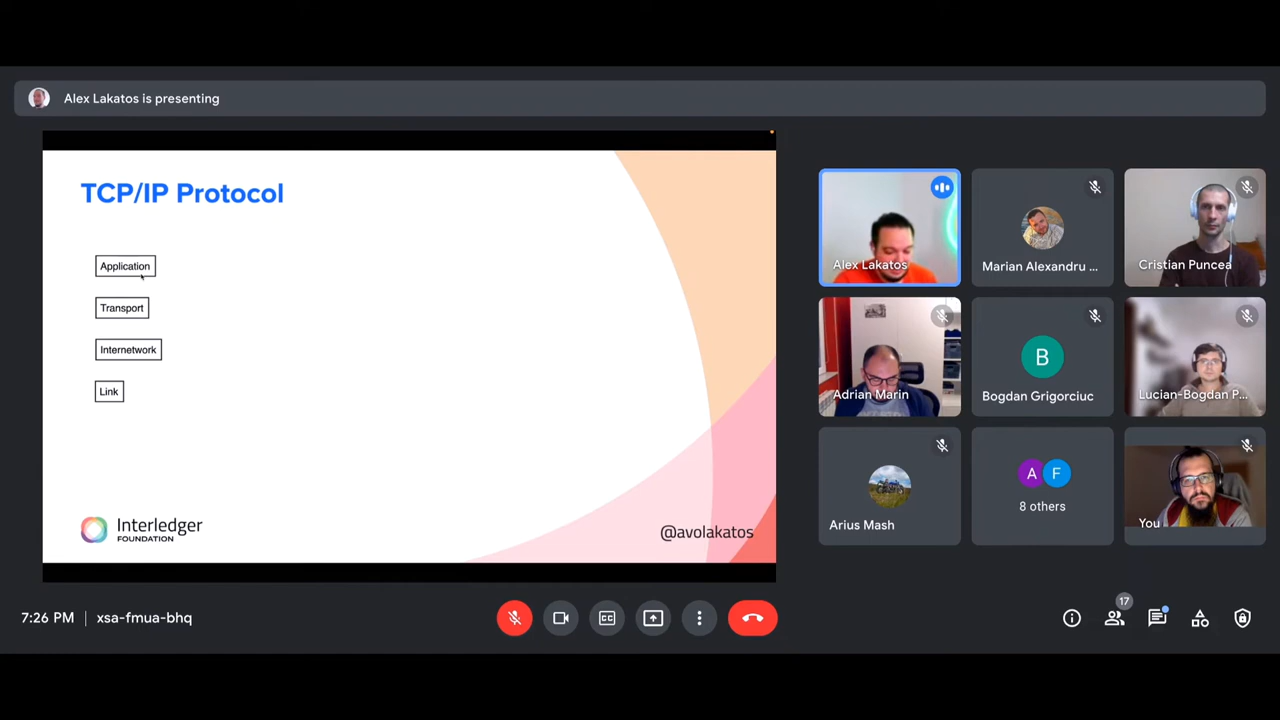 Alex Lakatos is presenting
TCP/IP Protocol
Application
Transport
Internetwork
Link
Interledger
FOUNDATION
@avolakatos
Alex Lakatos
Marian Alexandru ...
Cristian Puncea
Adrian Marin
B
Bogdan Grigorciuc
Lucian-Bogdan P...
Arius Mash
A F
8 others
You
7:26 PM | xsa-fmua-bhq
CC
17